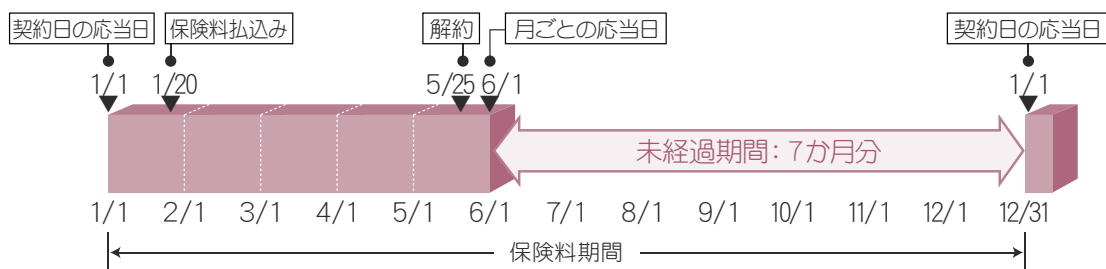 契約日の応当日 保険料払込み 解約 月ごとの応当日 契約日の応当日
1/1 1/20 5/25 6/1 1/1
未経過期間：7か月分
1/1 2/1 3/1 4/1 5/1 6/1 7/1 8/1 9/1 10/1 11/1 12/1 12/31
保険料期間